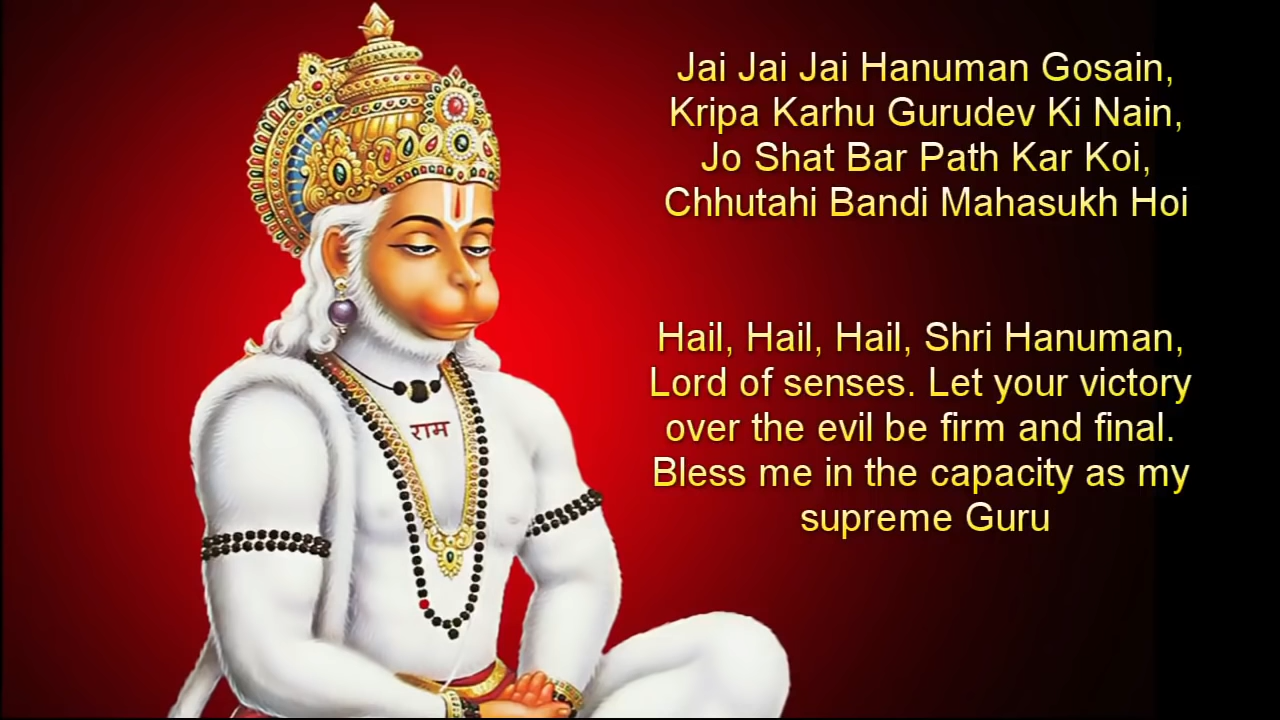 Jai Jai Jai Hanuman Gosain,
Kripa Karhu Gurudev Ki Nain,
Jo Shat Bar Path Kar Koi,
Chhutahi Bandi Mahasukh Hoi
Hail, Hail, Hail, Shri Hanuman,
Lord of senses. Let your victory
over the evil be firm and final.
Bless me in the capacity as my
supreme Guru
राम